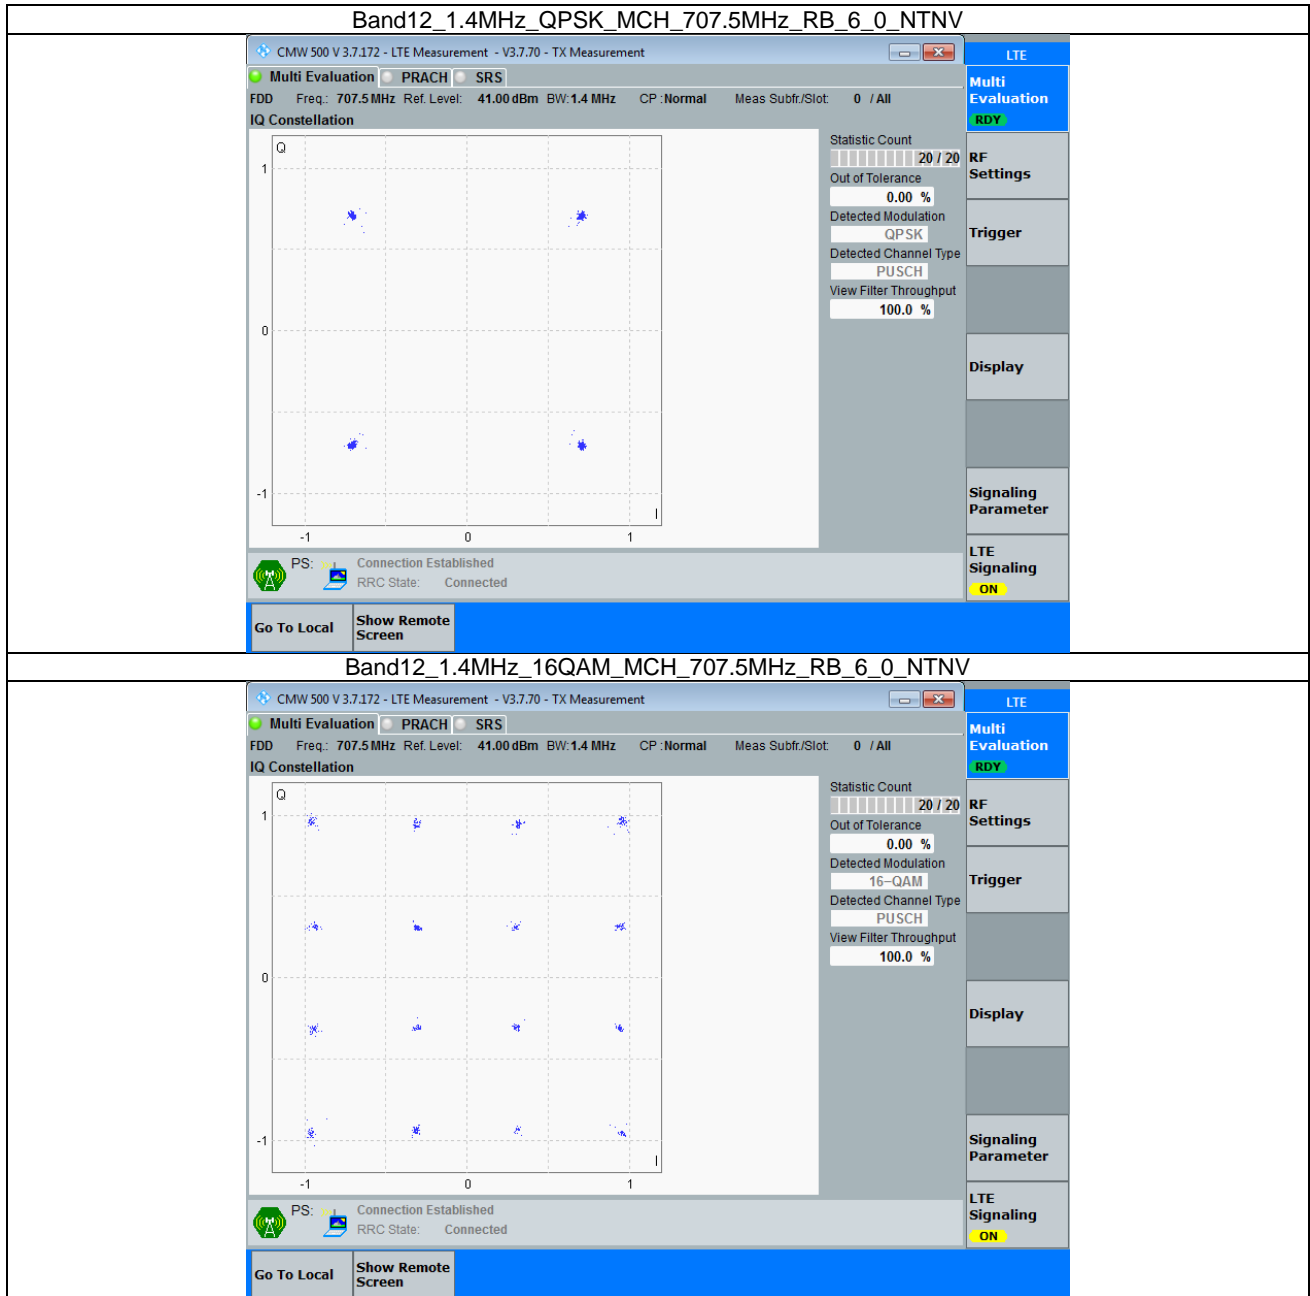 Band12_1.4MHz_QPSK_MCH_707.5MHz_RB_6_0_NTNV
CMW 500 V 3.7.172 - LTE Measurement - V3.7.70 - TX Measurement
LTE
Multi Evaluation PRACH SRS
FDD Freq.: 707.5 MHz Ref. Level: 41.00 dBm BW: 1.4 MHz CP : Normal Meas Subfr./Slot: 0 / All
IQ Constellation
Q
1
0
-1
I
-1 0 1
Statistic Count
20 / 20
Out of Tolerance
0.00 %
Detected Modulation
QPSK
Detected Channel Type
PUSCH
View Filter Throughput
100.0 %
Multi
Evaluation
RDY
RF
Settings
Trigger
Display
Signaling
Parameter
LTE
Signaling
ON
PS: Connection Established
RRC State: Connected
Go To Local
Show Remote
Screen
Band12_1.4MHz_16QAM_MCH_707.5MHz_RB_6_0_NTNV
CMW 500 V 3.7.172 - LTE Measurement - V3.7.70 - TX Measurement
LTE
Multi Evaluation PRACH SRS
FDD Freq.: 707.5 MHz Ref. Level: 41.00 dBm BW: 1.4 MHz CP : Normal Meas Subfr./Slot: 0 / All
IQ Constellation
Q
1
0
-1
I
-1 0 1
Statistic Count
20 / 20
Out of Tolerance
0.00 %
Detected Modulation
16-QAM
Detected Channel Type
PUSCH
View Filter Throughput
100.0 %
Multi
Evaluation
RDY
RF
Settings
Trigger
Display
Signaling
Parameter
LTE
Signaling
ON
PS: Connection Established
RRC State: Connected
Go To Local
Show Remote
Screen